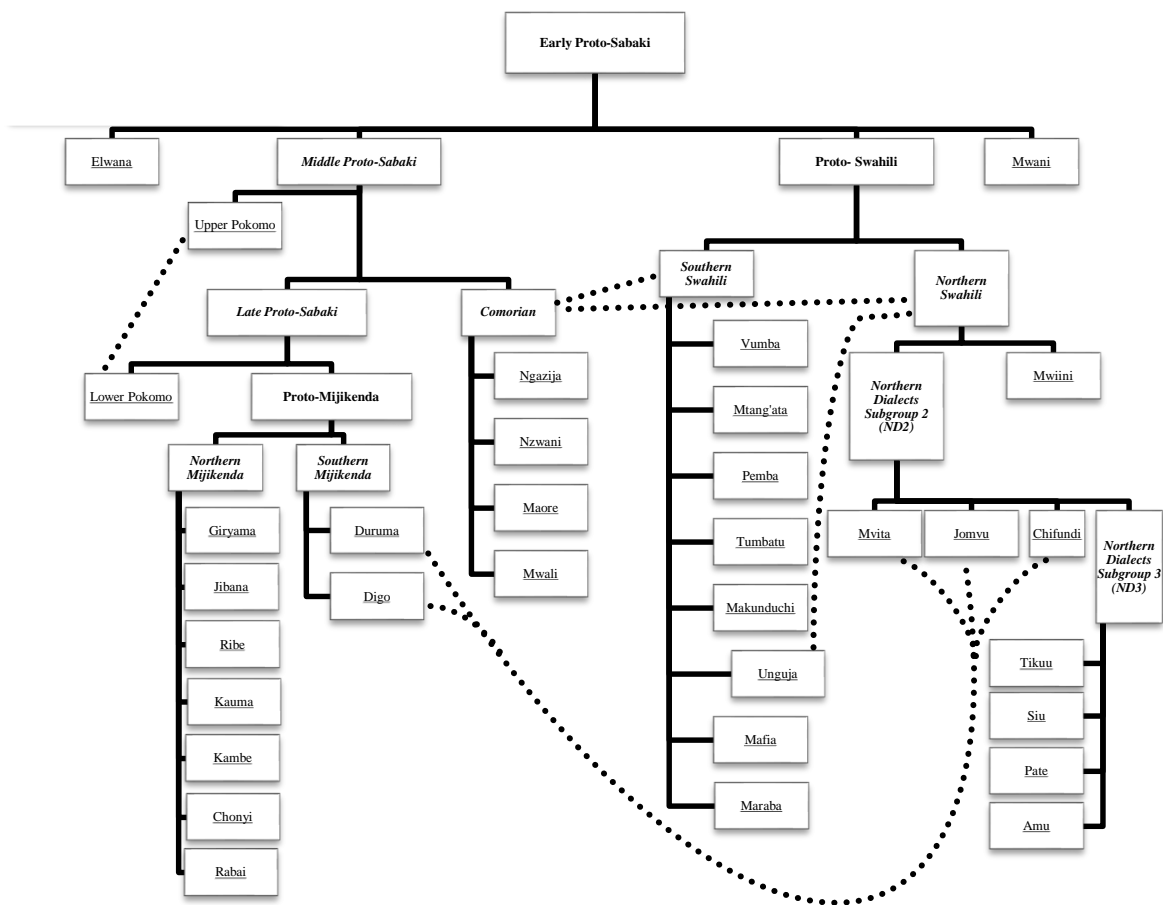 Early Proto-Sabaki
Elwana
Middle Proto-Sabaki
Proto- Swahili
Mwani
Upper Pokomo
Southern
Swahili
Northern
Swahili
Late Proto-Sabaki
Comorian
Vumba
Mwiini
Northern
Dialects
Subgroup 2
(ND2)
Lower Pokomo
Proto-Mijikenda
Ngazija
Mtang'ata
Northern
Mijikenda
Southern
Mijikenda
Nzwani
Pemba
Giryama
Duruma
Maore
Tumbatu
Mvita
Jomvu
Chifundi
Northern
Dialects
Subgroup 3
(ND3)
Jibana
Digo
Mwali
Makunduchi
Ribe
Unguja
Tikuu
Kauma
Mafia
Siu
Kambe
Maraba
Pate
Chonyi
Amu
Rabai